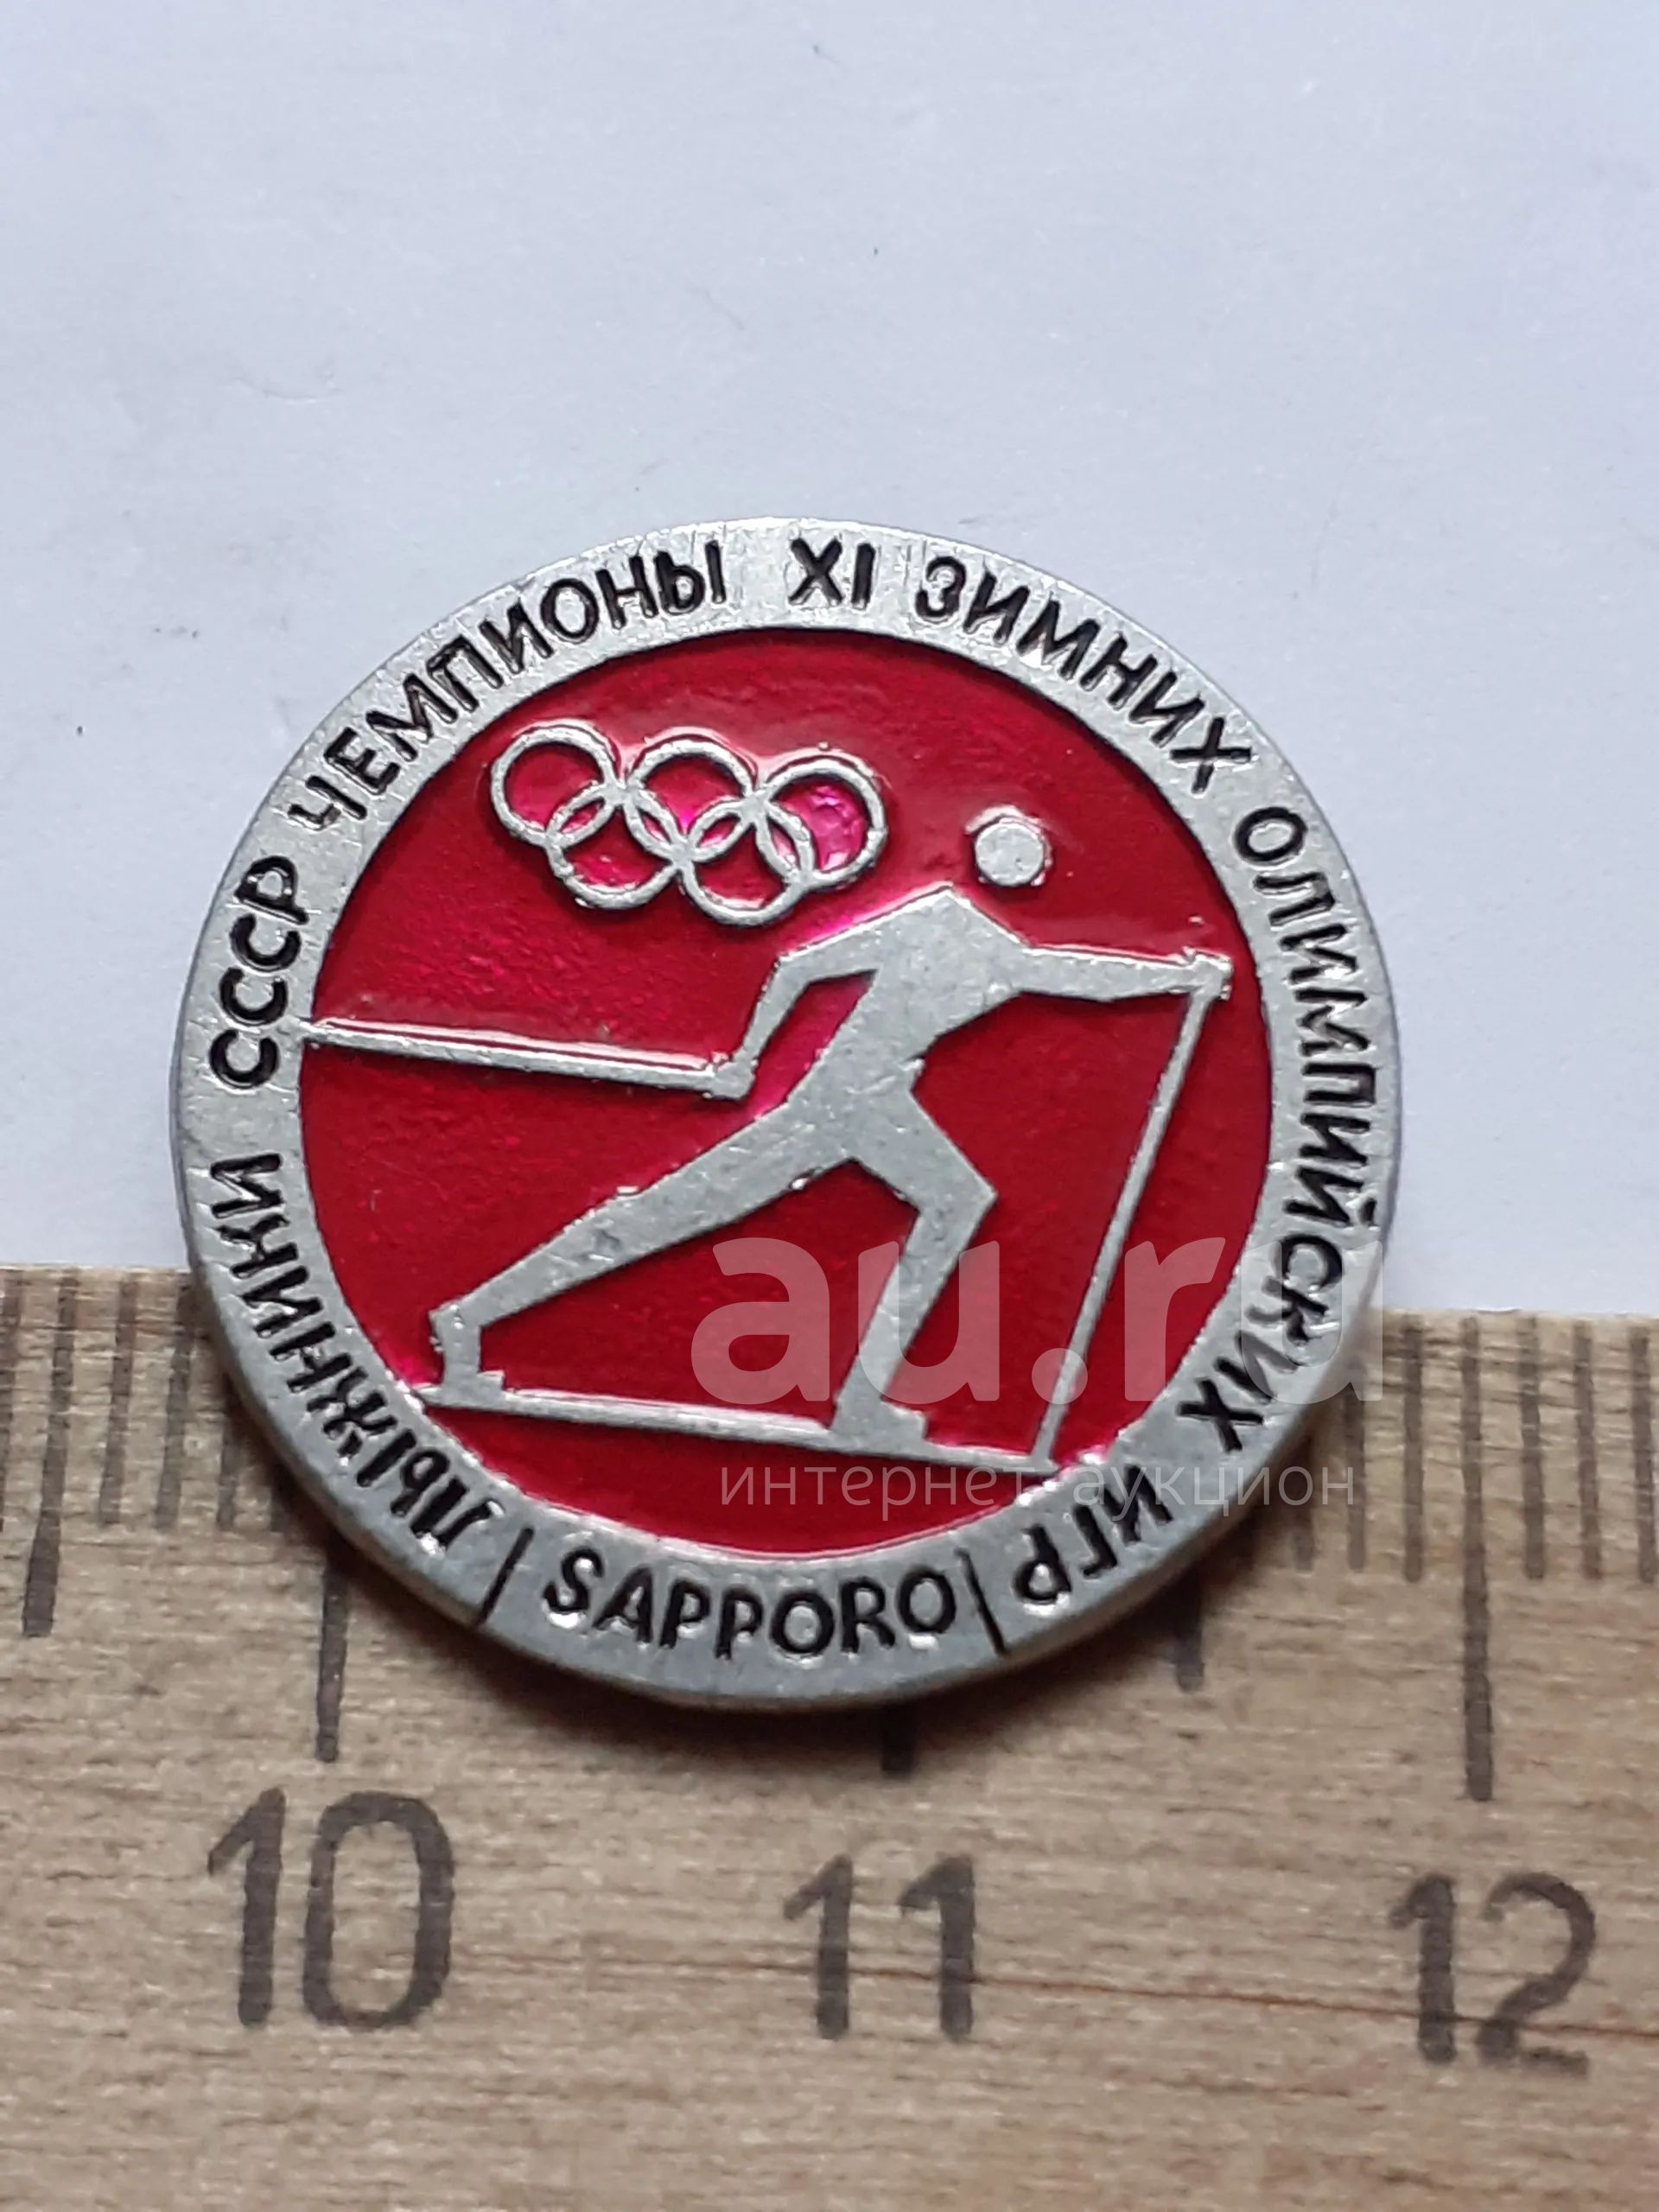 ЛЫЖНИКИ СССР ЧЕМПИОНЫ XI ЗИМНИХ ОЛИМПИЙСКИХ ИГР
SAPPORO
au.ru
интернет аукцион
10 11 12